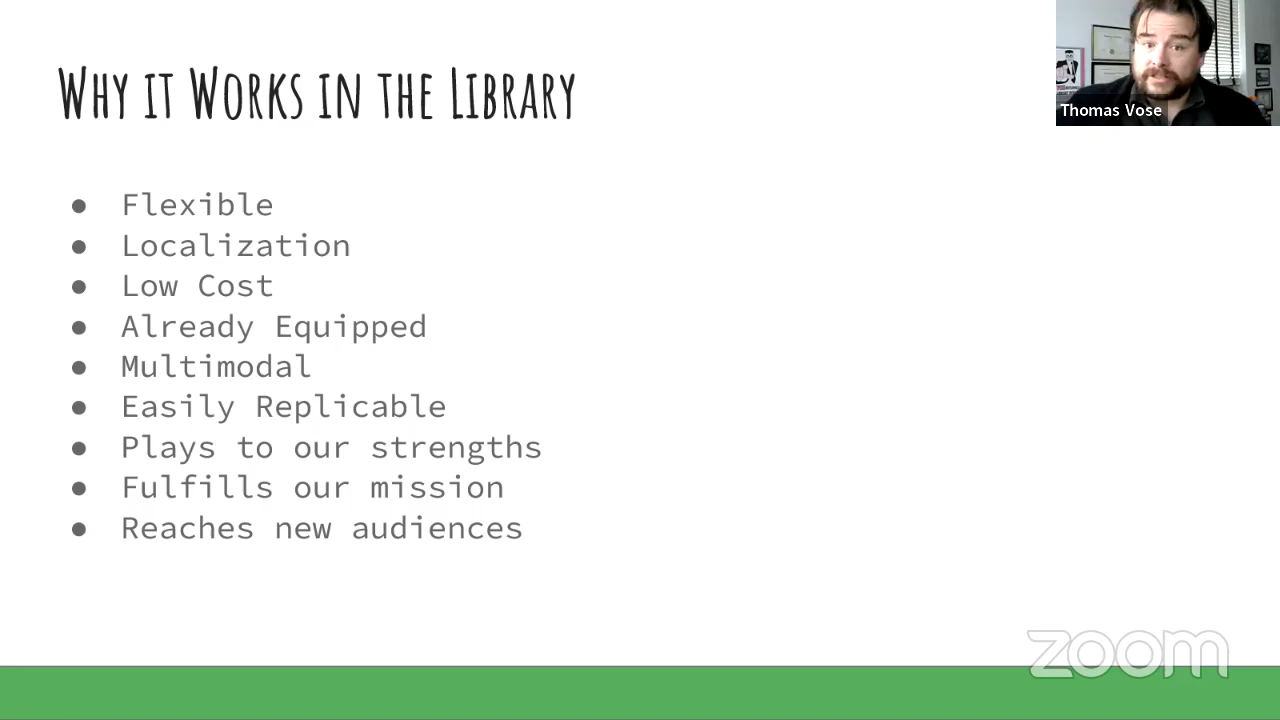 Why it Works in the Library
Thomas Vose
● Flexible
● Localization
● Low Cost
● Already Equipped
● Multimodal
● Easily Replicable
● Plays to our strengths
● Fulfills our mission
● Reaches new audiences
zoom